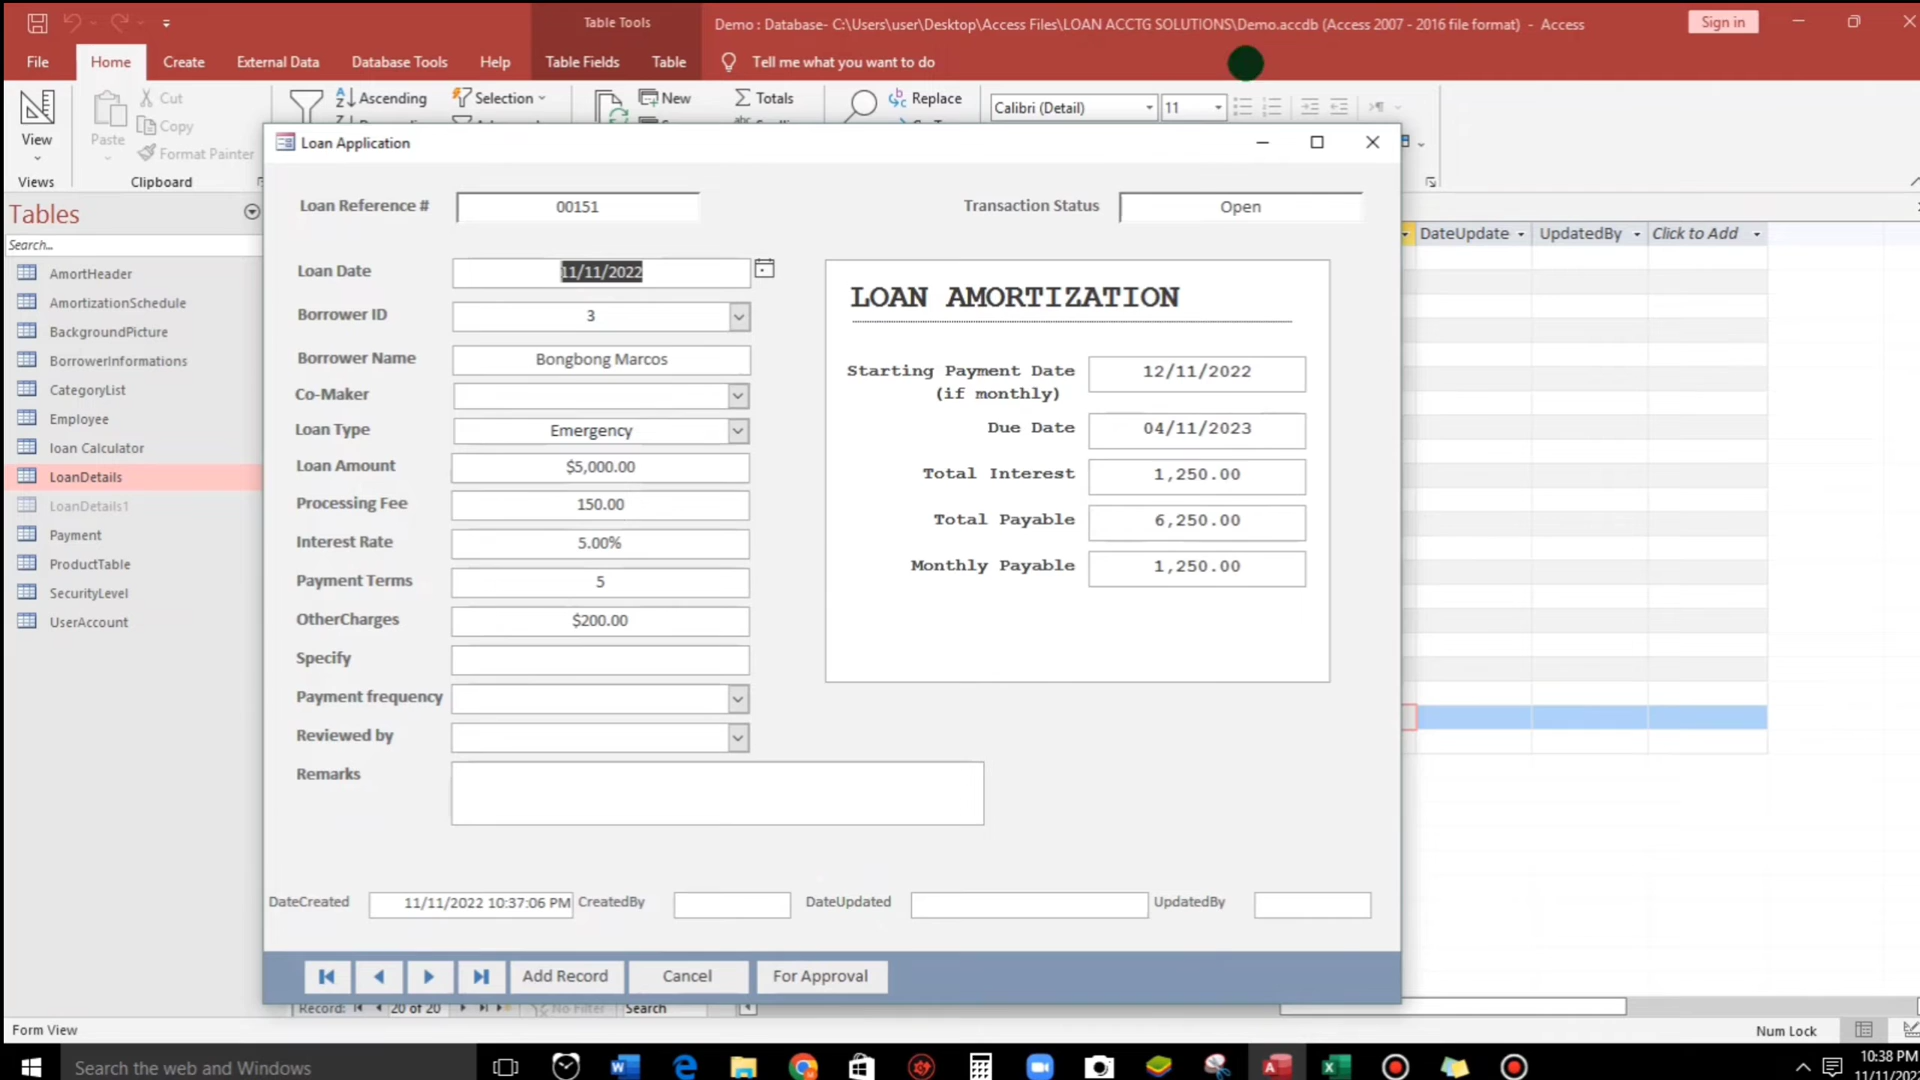 Table Tools
Demo : Database- C:\Users\user\Desktop\Access Files\LOAN ACCTG SOLUTIONS\Demo.accdb (Access 2007 - 2016 file format) - Access
Sign in
File Home Create External Data Database Tools Help Table Fields Table Tell me what you want to do
View
Views
Paste
Cut
Copy
Format Painter
Clipboard
Ascending
Selection
New
Totals
Replace
Calibri (Detail)
11
Loan Application
Tables
Search...
AmortHeader
AmortizationSchedule
BackgroundPicture
BorrowerInformations
CategoryList
Employee
loan Calculator
LoanDetails
LoanDetails1
Payment
ProductTable
SecurityLevel
UserAccount
Loan Reference # 00151
Transaction Status Open
Loan Date 11/11/2022
Borrower ID 3
Borrower Name Bongbong Marcos
Co-Maker
Loan Type Emergency
Loan Amount $5,000.00
Processing Fee 150.00
Interest Rate 5.00%
Payment Terms 5
OtherCharges $200.00
Specify
Payment frequency
Reviewed by
Remarks
LOAN AMORTIZATION
Starting Payment Date 12/11/2022
(if monthly)
Due Date 04/11/2023
Total Interest 1,250.00
Total Payable 6,250.00
Monthly Payable 1,250.00
DateUpdate UpdatedBy Click to Add
DateCreated 11/11/2022 10:37:06 PM CreatedBy DateUpdated UpdatedBy
Add Record Cancel For Approval
Record: 20 of 20 No Filter Search
Form View
Num Lock
Search the web and Windows
10:38 PM